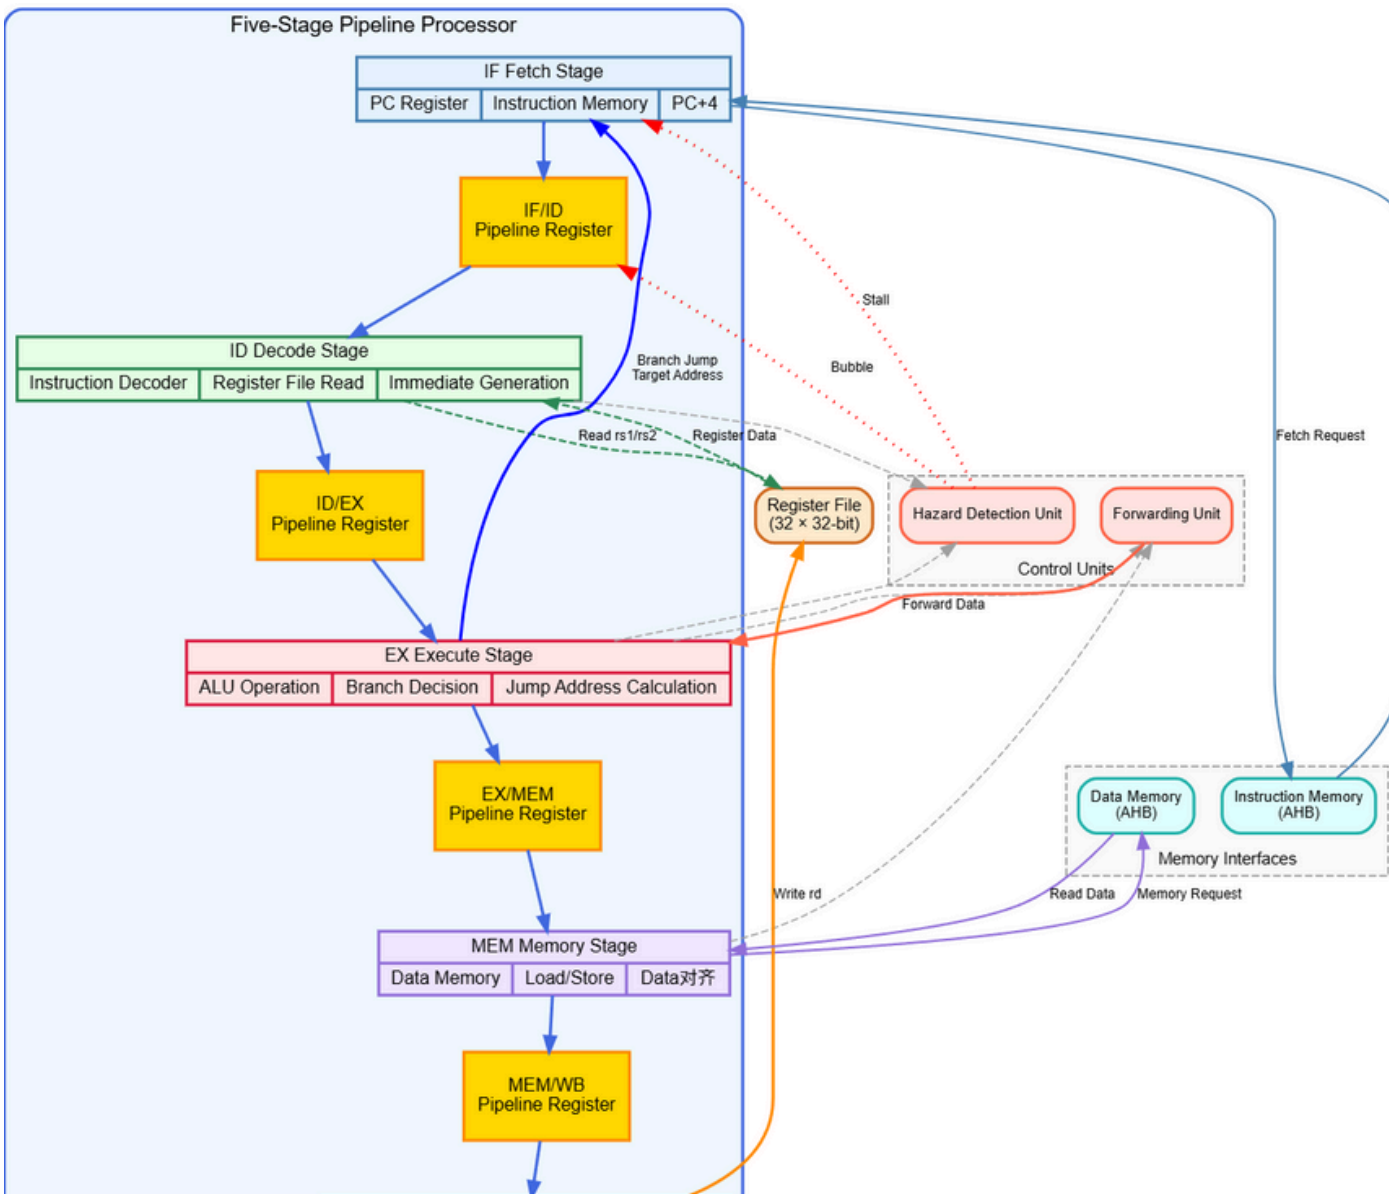 Five-Stage Pipeline Processor
IF Fetch Stage
PC Register
Instruction Memory
PC+4
IF/ID
Pipeline Register
Stall
Bubble
ID Decode Stage
Instruction Decoder
Register File Read
Immediate Generation
Branch Jump
Target Address
Read rs1/rs2
Register Data
Fetch Request
ID/EX
Pipeline Register
Register File
(32 × 32-bit)
Hazard Detection Unit
Forwarding Unit
Control Units
Forward Data
EX Execute Stage
ALU Operation
Branch Decision
Jump Address Calculation
EX/MEM
Pipeline Register
Data Memory
(AHB)
Instruction Memory
(AHB)
Memory Interfaces
Write rd
Read Data
Memory Request
MEM Memory Stage
Data Memory
Load/Store
Data对齐
MEM/WB
Pipeline Register